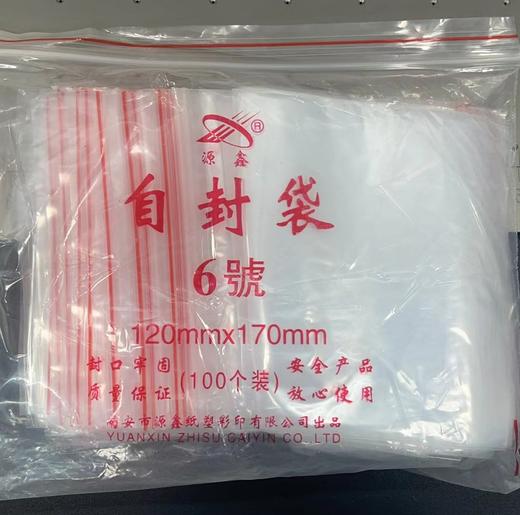 ®
源鑫
自封袋
6號
120mmx170mm
封口牢固 (100个装) 安全产品
质量保证 放心使用
南安市源鑫纸塑彩印有限公司出品
YUANXIN ZHISU CAIYIN CO.LTD